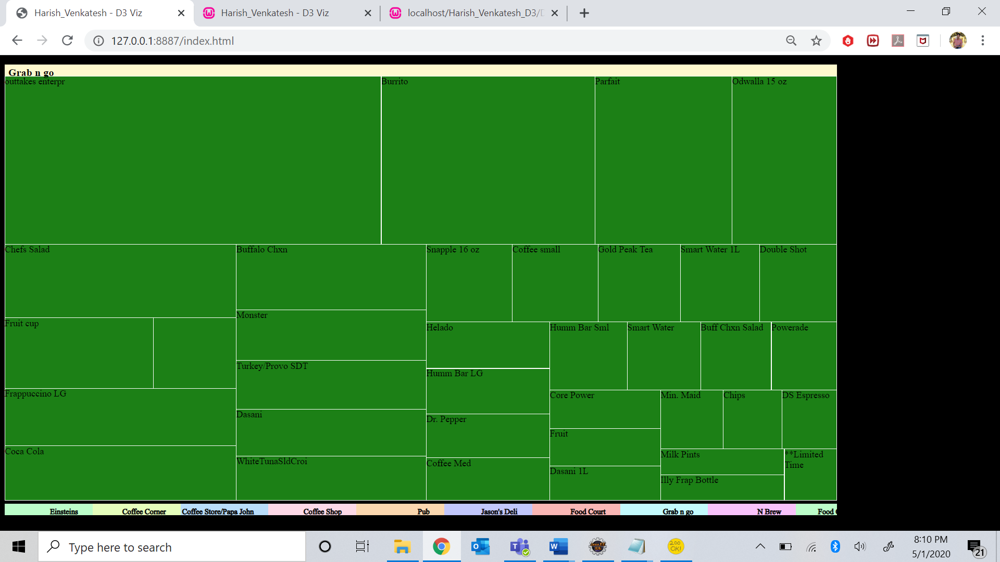 Harish_Venkatesh - D3 Viz
Harish_Venkatesh - D3 Viz
localhost/Harish_Venkatesh_D3/
127.0.0.1:8887/index.html
Grab n go
outtakes enterpr
Burrito
Parfait
Odwalla 15 oz
Chefs Salad
Buffalo Chxn
Snapple 16 oz
Coffee small
Gold Peak Tea
Smart Water 1L
Double Shot
Monster
Fruit cup
Helado
Humm Bar Sml
Smart Water
Buff Chxn Salad
Powerade
Turkey/Provo SDT
Humm Bar LG
Frappuccino LG
Core Power
Min. Maid
Chips
DS Espresso
Dasani
Dr. Pepper
Fruit
Coca Cola
WhiteTunaSldCroi
Coffee Med
Milk Pints
**Limited
Time
Dasani 1L
Illy Frap Bottle
Einsteins
Coffee Corner
Coffee Store/Papa John
Coffee Shop
Pub
Jason's Deli
Food Court
Grab n go
N Brew
Food
Type here to search
Java EE
IDE
200
OK!
8:10 PM
5/1/2020
21